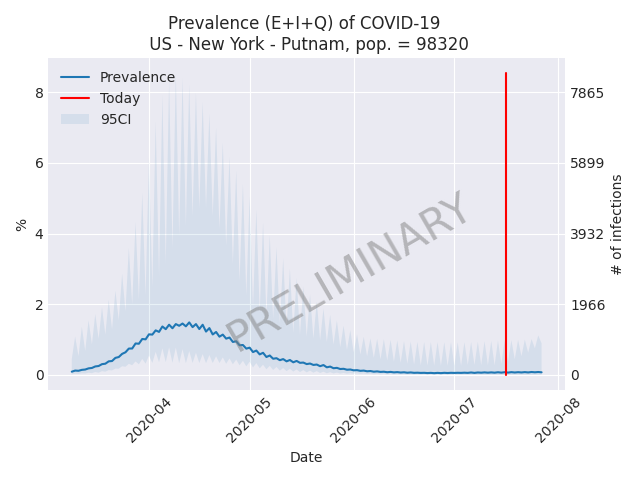 Prevalence (E+I+Q) of COVID-19
US - New York - Putnam, pop. = 98320
Prevalence
Today
95CI
8
6
4
2
0
%
7865
5899
3932
1966
0
# of infections
PRELIMINARY
2020-04
2020-05
2020-06
2020-07
2020-08
Date